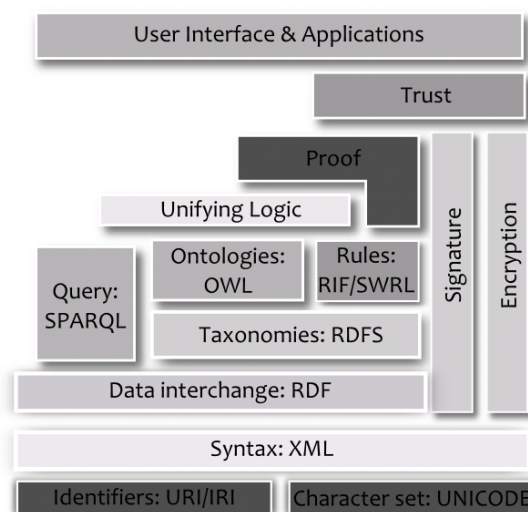 User Interface & Applications
Trust
Proof
Unifying Logic
Ontologies:
OWL
Rules:
RIF/SWRL
Query:
SPARQL
Taxonomies: RDFS
Signature
Encryption
Data interchange: RDF
Syntax: XML
Identifiers: URI/IRI
Character set: UNICODE